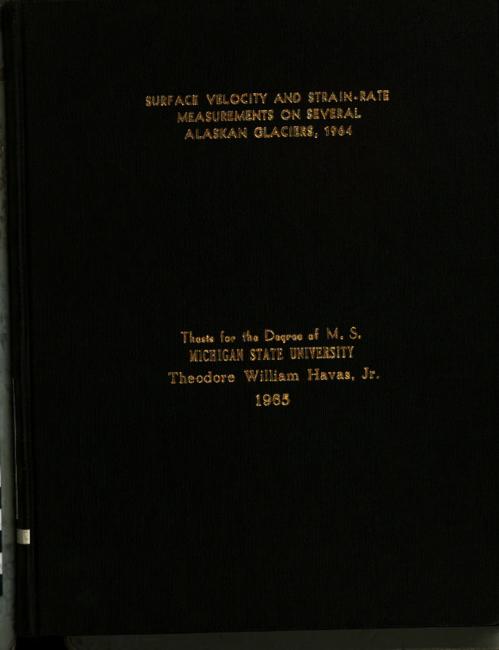 SURFACE VELOCITY AND STRAIN-RATE
MEASUREMENTS ON SEVERAL
ALASKAN GLACIERS, 1964
Thesis for the Degree of M. S.
MICHIGAN STATE UNIVERSITY
Theodore William Havas, Jr.
1965